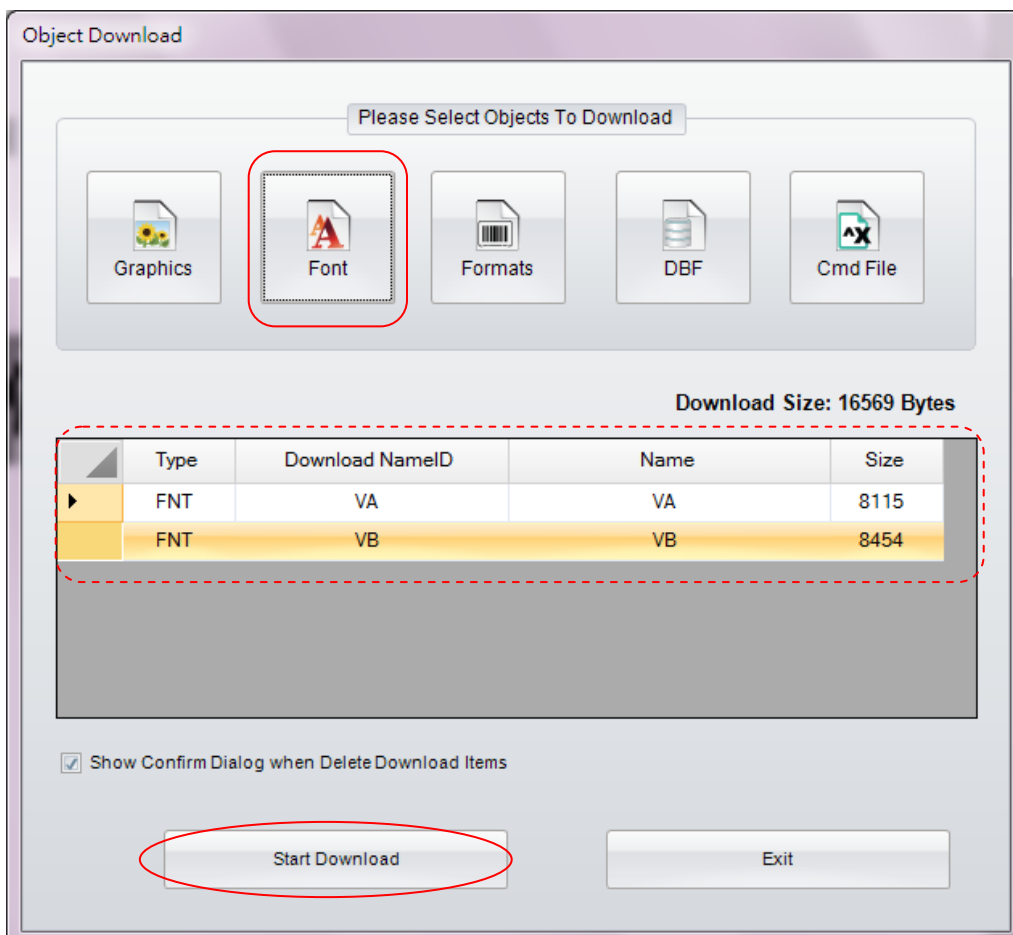 Object Download
Please Select Objects To Download
Graphics Font Formats DBF Cmd File
Download Size: 16569 Bytes
Type Download NameID Name Size
FNT VA VA 8115
FNT VB VB 8454
Show Confirm Dialog when Delete Download Items
Start Download Exit